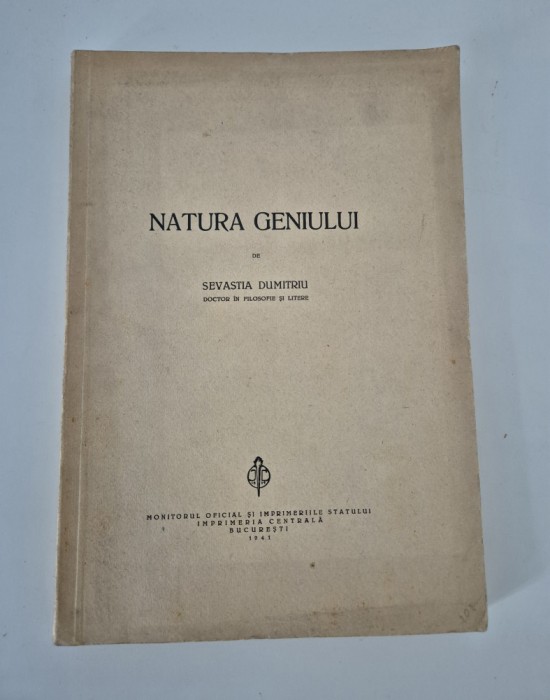 NATURA GENIULUI
DE
SEVASTIA DUMITRIU
DOCTOR ÎN FILOSOFIE ȘI LITERE
MONITORUL OFICIAL ȘI IMPRIMERIILE STATULUI
IMPRIMERIA CENTRALĂ
BUCUREȘTI
1941